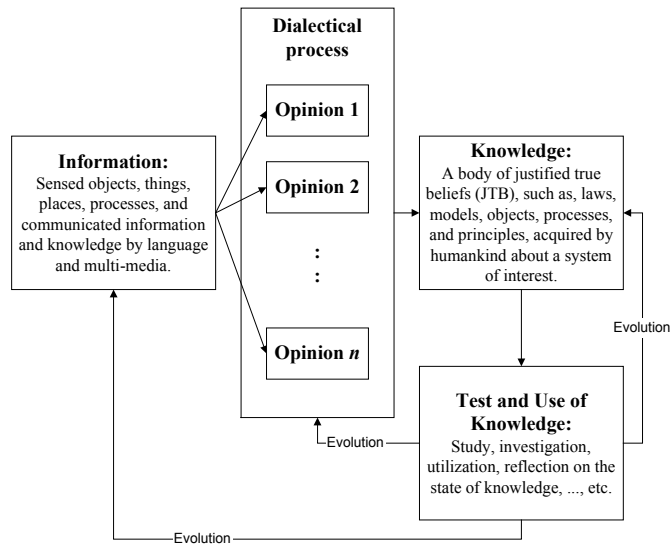 Dialectical
process
Opinion 1
Opinion 2
:
:
Opinion n
Information:
Sensed objects, things,
places, processes, and
communicated information
and knowledge by language
and multi-media.
Knowledge:
A body of justified true
beliefs (JTB), such as, laws,
models, objects, processes,
and principles, acquired by
humankind about a system
of interest.
Evolution
Test and Use of
Knowledge:
Study, investigation,
utilization, reflection on the
state of knowledge, ..., etc.
Evolution
Evolution